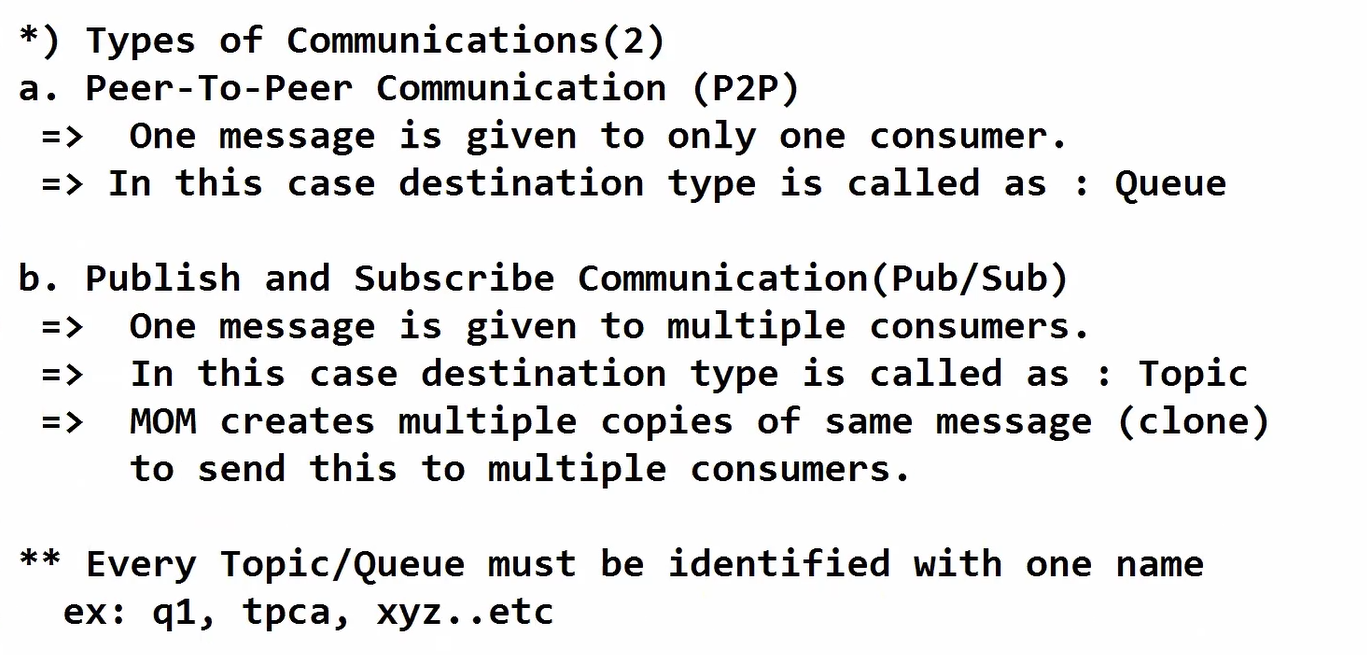 *) Types of Communications(2)
a. Peer-To-Peer Communication (P2P)
=> One message is given to only one consumer.
=> In this case destination type is called as : Queue
b. Publish and Subscribe Communication(Pub/Sub)
=> One message is given to multiple consumers.
=> In this case destination type is called as : Topic
=> MOM creates multiple copies of same message (clone)
to send this to multiple consumers.
** Every Topic/Queue must be identified with one name
ex: q1, tpca, xyz..etc